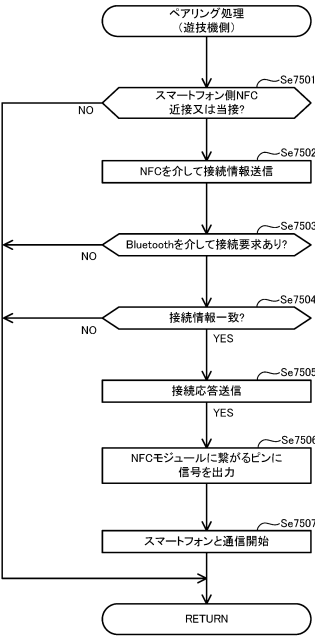 ペアリング処理
(遊技機側)
Se7501
スマートフォン側NFC
近接又は当接?
NO
Se7502
NFCを介して接続情報送信
Se7503
Bluetoothを介して接続要求あり?
NO
Se7504
接続情報一致?
NO
YES
Se7505
接続応答送信
YES
Se7506
NFCモジュールに繋がるピンに
信号を出力
Se7507
スマートフォンと通信開始
RETURN